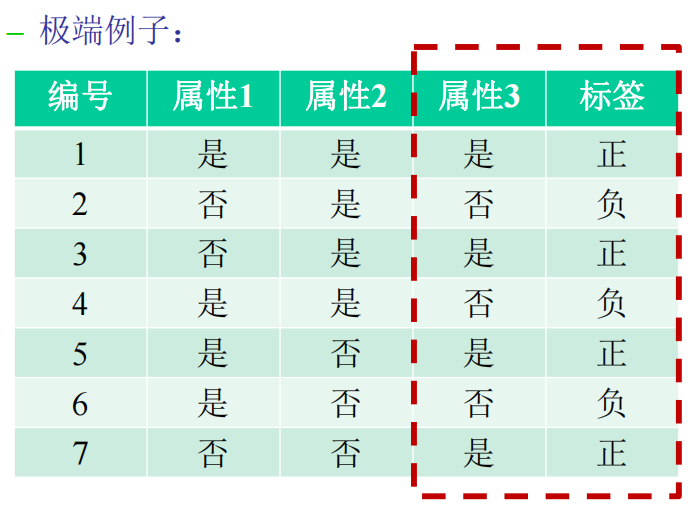 – 极端例子：
编号 属性1 属性2 属性3 标签
1 是 是 是 正
2 否 是 否 负
3 否 是 是 正
4 是 是 否 负
5 是 否 是 正
6 是 否 否 负
7 否 否 是 正